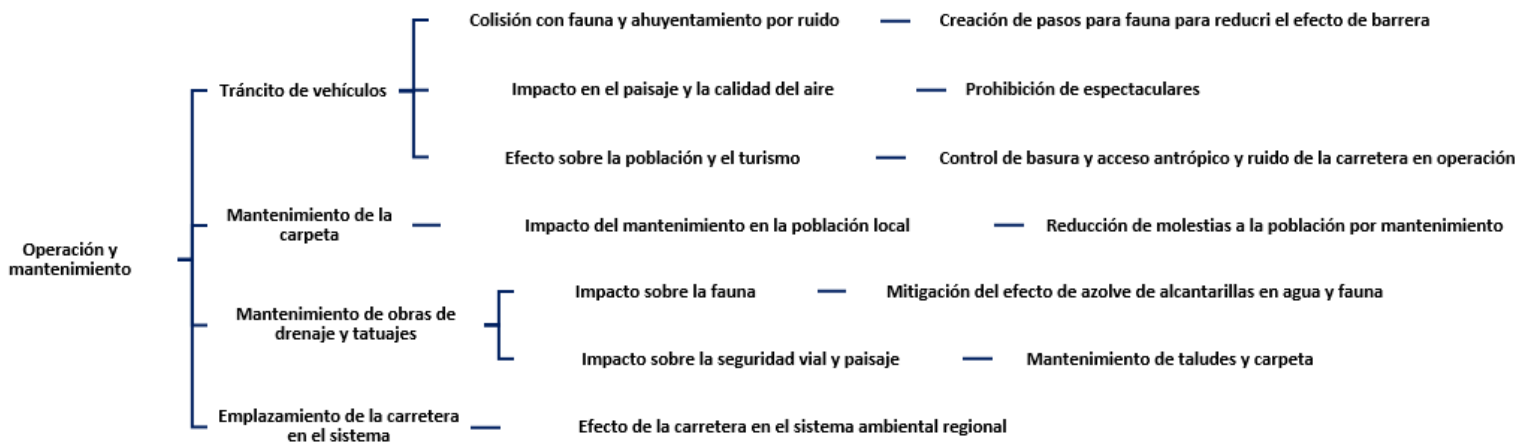 Operación y
mantenimiento
Tráncito de vehículos
Colisión con fauna y ahuyentamiento por ruido
Creación de pasos para fauna para reducri el efecto de barrera
Impacto en el paisaje y la calidad del aire
Prohibición de espectaculares
Efecto sobre la población y el turismo
Control de basura y acceso antrópico y ruido de la carretera en operación
Mantenimiento de la
carpeta
Impacto del mantenimiento en la población local
Reducción de molestias a la población por mantenimiento
Mantenimiento de obras de
drenaje y tatuajes
Impacto sobre la fauna
Mitigación del efecto de azolve de alcantarillas en agua y fauna
Impacto sobre la seguridad vial y paisaje
Mantenimiento de taludes y carpeta
Emplazamiento de la carretera
en el sistema
Efecto de la carretera en el sistema ambiental regional